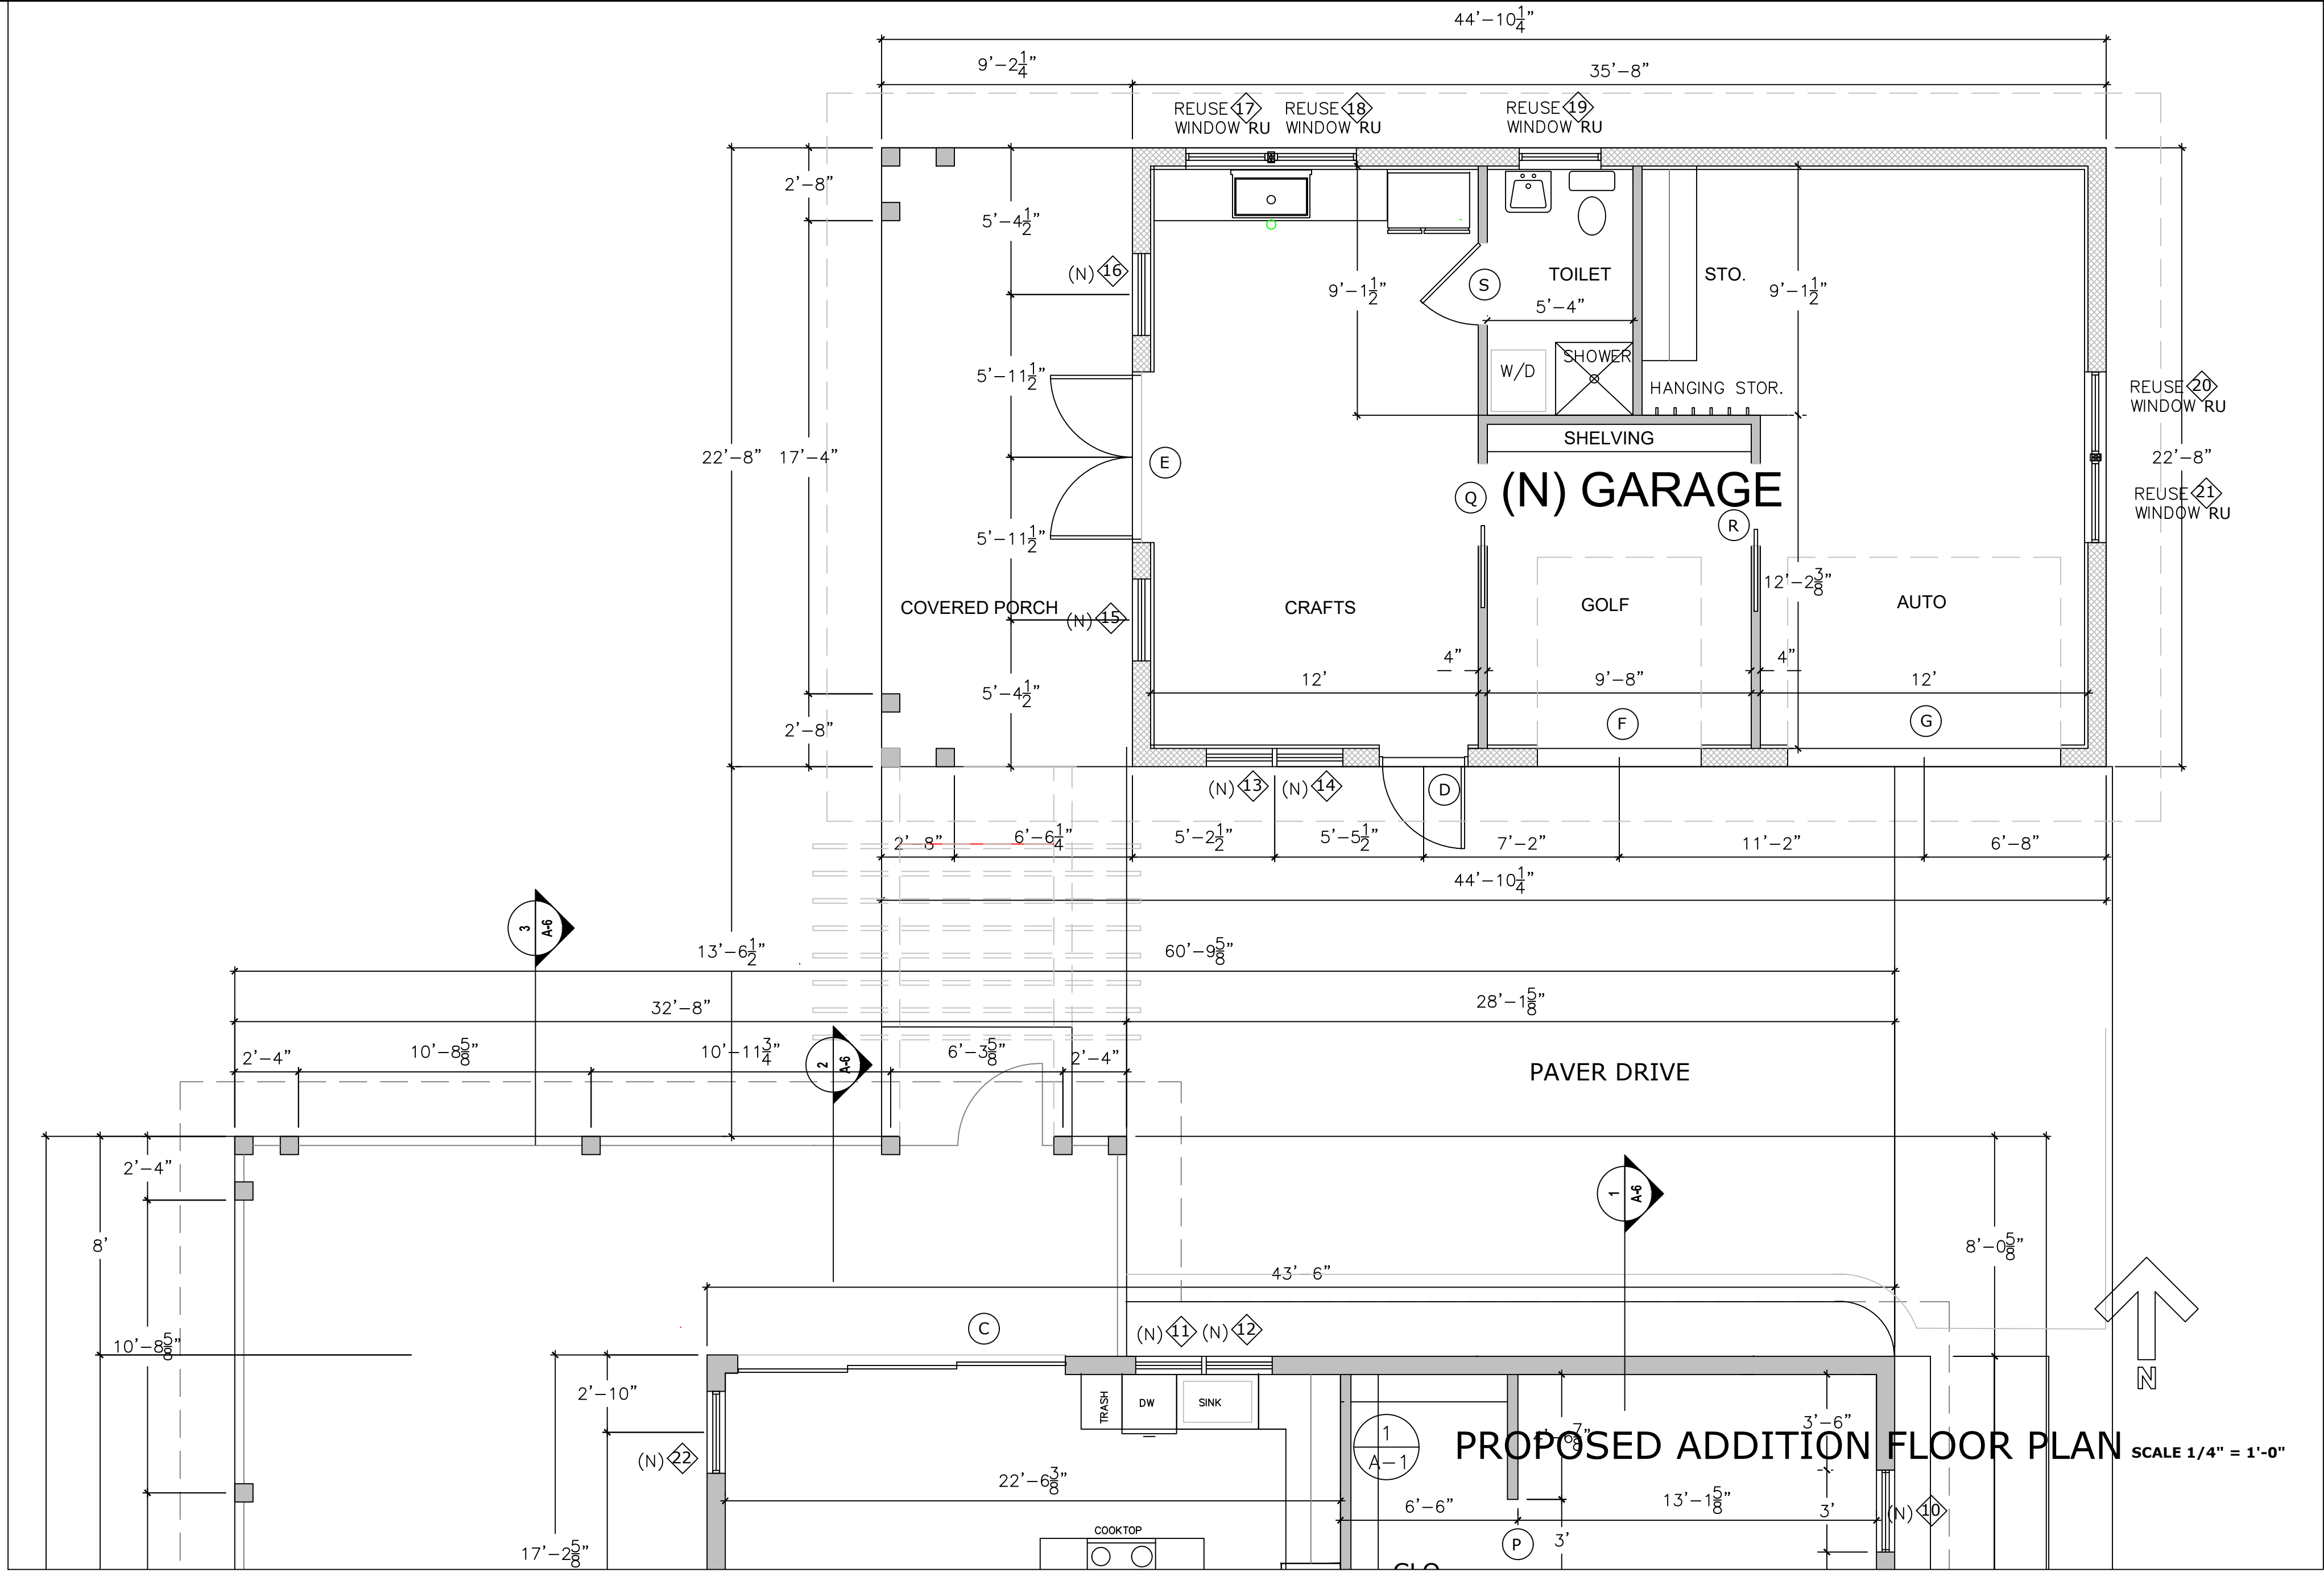 44'-10 1/4"
9'-2 1/4"
35'-8"
REUSE 17
WINDOW RU
REUSE 18
WINDOW RU
REUSE 19
WINDOW RU
2'-8"
5'-4 1/2"
(N) 16
9'-1 1/2"
S
TOILET
5'-4"
STO.
9'-1 1/2"
5'-11 1/2"
W/D
SHOWER
HANGING STOR.
REUSE 20
WINDOW RU
22'-8"
17'-4"
E
SHELVING
22'-8"
(N) GARAGE
Q
R
REUSE 21
WINDOW RU
5'-11 1/2"
12'-2 3/8"
COVERED PORCH
(N) 15
CRAFTS
GOLF
AUTO
4"
4"
5'-4 1/2"
12'
9'-8"
12'
2'-8"
F
G
(N) 13
(N) 14
D
2'-8"
6'-6 1/4"
5'-2 1/2"
5'-5 1/2"
7'-2"
11'-2"
6'-8"
44'-10 1/4"
3
A-6
13'-6 1/2"
60'-9 5/8"
32'-8"
28'-1 5/8"
2'-4"
10'-8 5/8"
10'-11 3/4"
2
A-6
6'-3 5/8"
2'-4"
PAVER DRIVE
2'-4"
1
A-6
8'
8'-0 5/8"
43'-6"
10'-8 5/8"
C
(N) 11
(N) 12
N
2'-10"
TRASH
DW
SINK
1
A-1
3'-6"
PROPOSED ADDITION FLOOR PLAN SCALE 1/4" = 1'-0"
(N) 22
22'-6 3/8"
6'-6"
13'-1 5/8"
3'
(N) 10
COOKTOP
P
3'
17'-2 5/8"